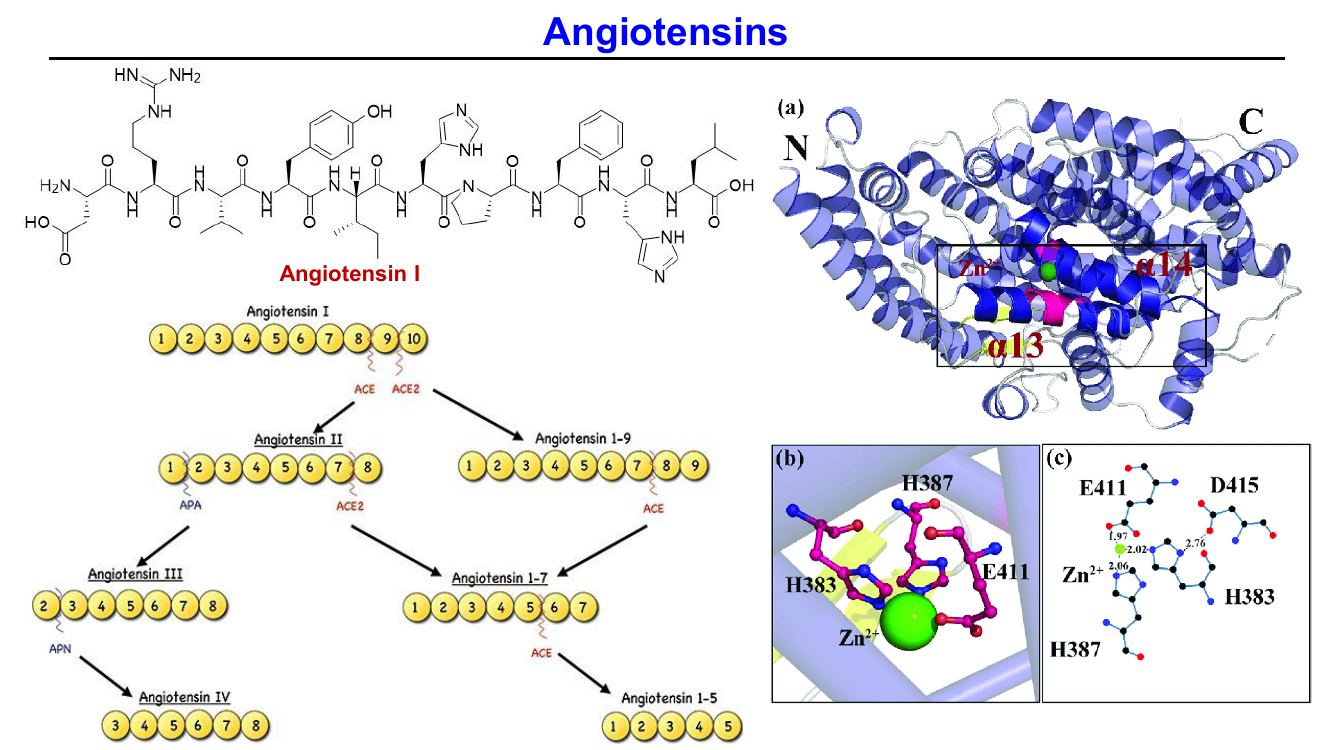 Angiotensins
HN NH2
NH
OH
N
NH
O O O O O
H2N
H
N
OH
HO
O
N
H
O
NH
N
Angiotensin I
Angiotensin I
1 2 3 4 5 6 7 8 9 10
ACE ACE2
Angiotensin II
1 2 3 4 5 6 7 8
APA ACE2
Angiotensin 1-9
1 2 3 4 5 6 7 8 9
ACE
Angiotensin III
2 3 4 5 6 7 8
APN
Angiotensin 1-7
1 2 3 4 5 6 7
ACE
Angiotensin IV
3 4 5 6 7 8
Angiotensin 1-5
1 2 3 4 5
(a)
N
C
Zn2+
α14
α13
(b)
H387
H383
E411
Zn2+
(c)
E411
D415
1.97
2.02
2.76
Zn2+
2.06
H383
H387